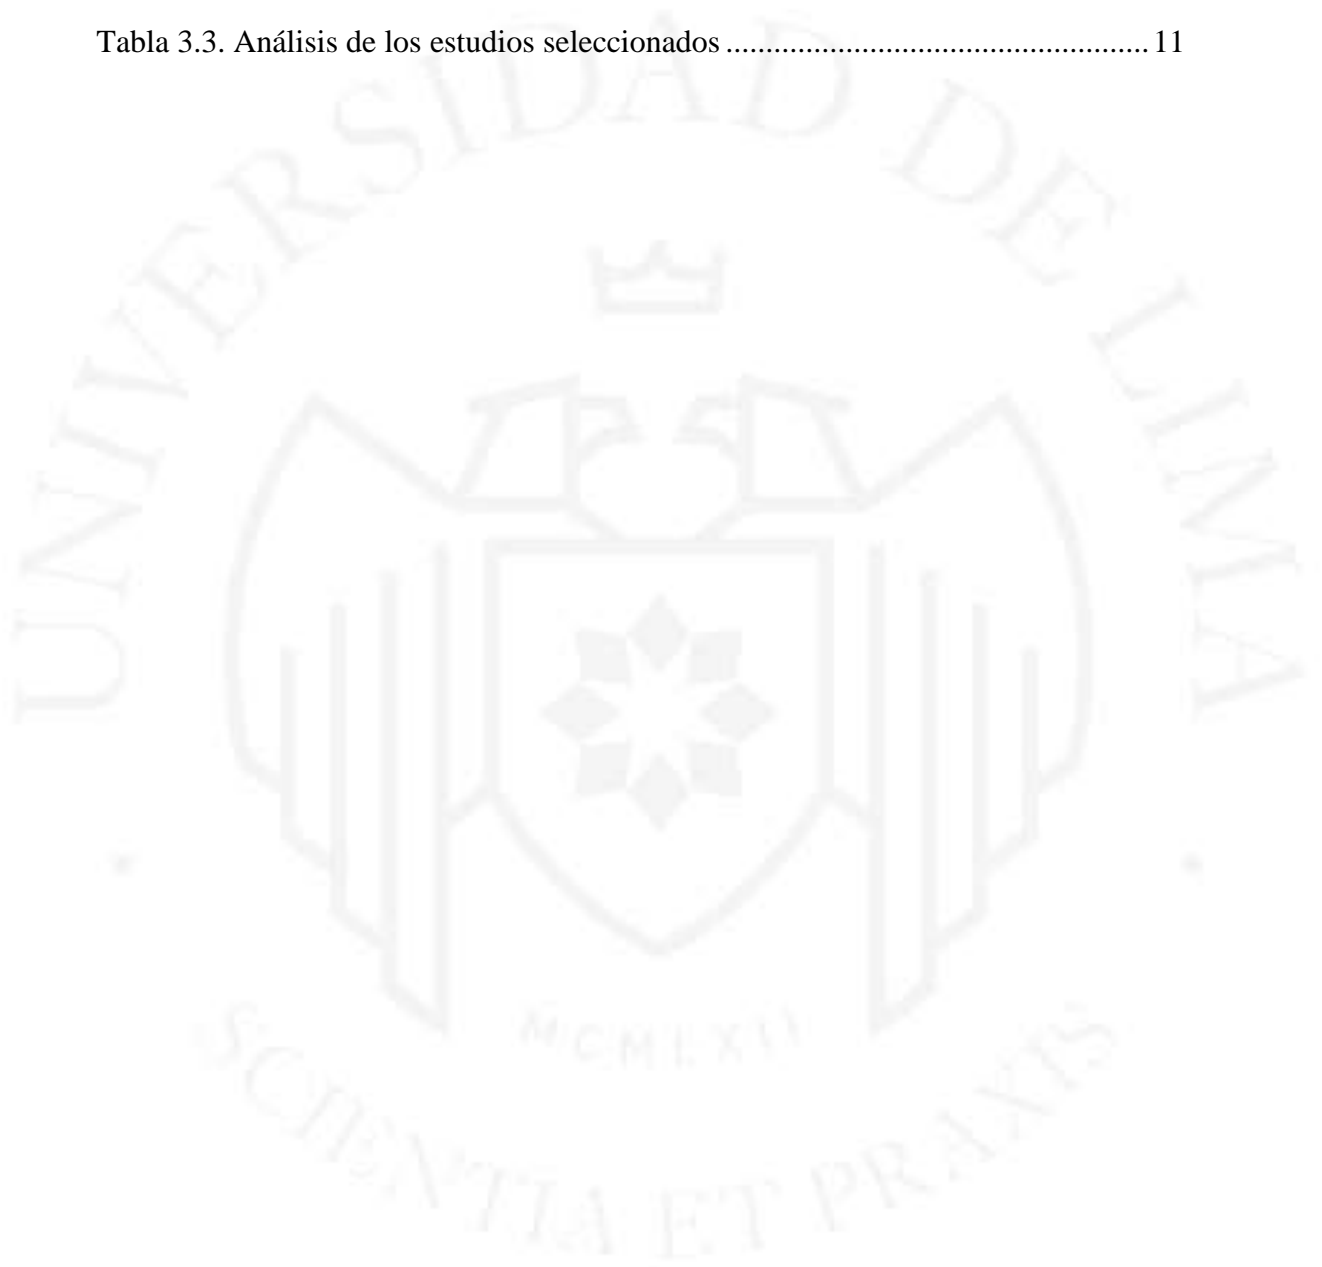 Tabla 3.3. Análisis de los estudios seleccionados ..................................................... 11
UNIVERSIDAD DE LIMA
MCMLXII
SCIENTIA ET PRAXIS